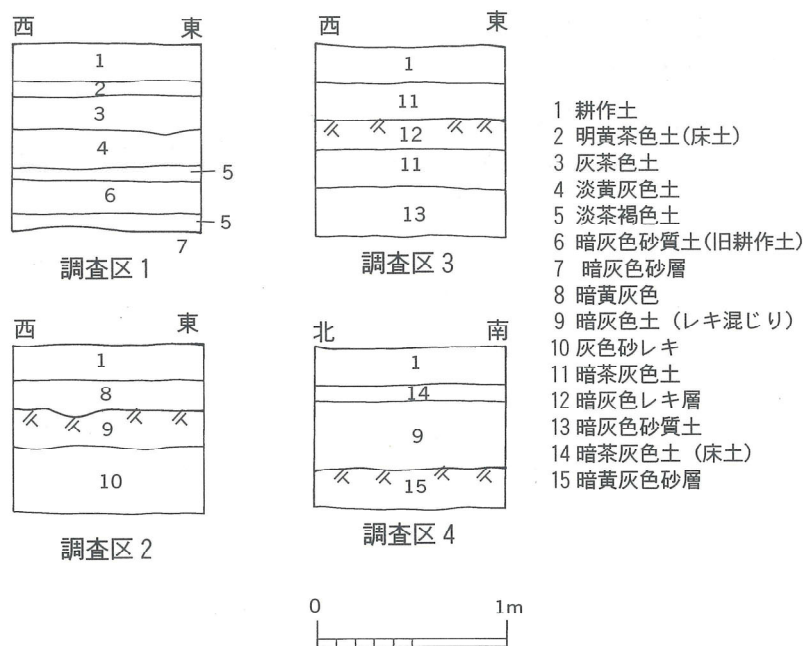 西 東
1
2
3
4
5
6
5
7
調査区1
西 東
1
11
12
11
13
調査区3
西 東
1
8
9
10
調査区2
北 南
1
14
9
15
調査区4
1 耕作土
2 明黄茶色土(床土)
3 灰茶色土
4 淡黄灰色土
5 淡茶褐色土
6 暗灰色砂質土(旧耕作土)
7 暗灰色砂層
8 暗黄灰色
9 暗灰色土(レキ混じり)
10 灰色砂レキ
11 暗茶灰色土
12 暗灰色レキ層
13 暗灰色砂質土
14 暗茶灰色土(床土)
15 暗黄灰色砂層
0 1m